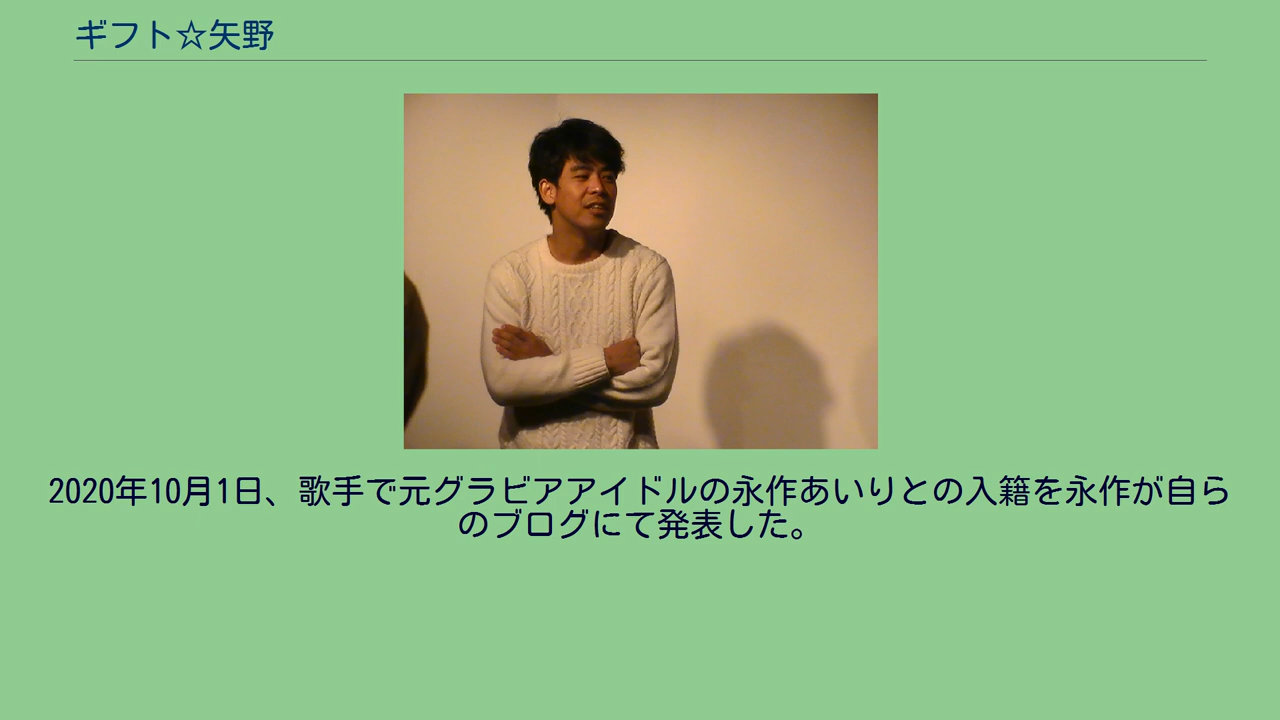 ギフト☆矢野
2020年10月1日、歌手で元グラビアアイドルの永作あいりとの入籍を永作が自ら
のブログにて発表した。